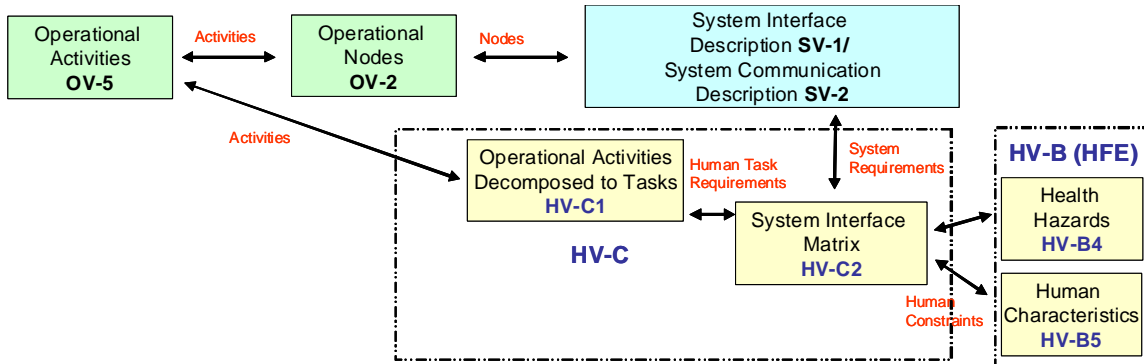 Operational
Activities
OV-5
Activities
Operational
Nodes
OV-2
Nodes
System Interface
Description SV-1/
System Communication
Description SV-2
Activities
Operational Activities
Decomposed to Tasks
HV-C1
Human Task
Requirements
System
Requirements
HV-C
System Interface
Matrix
HV-C2
HV-B (HFE)
Health
Hazards
HV-B4
Human
Constraints
Human
Characteristics
HV-B5